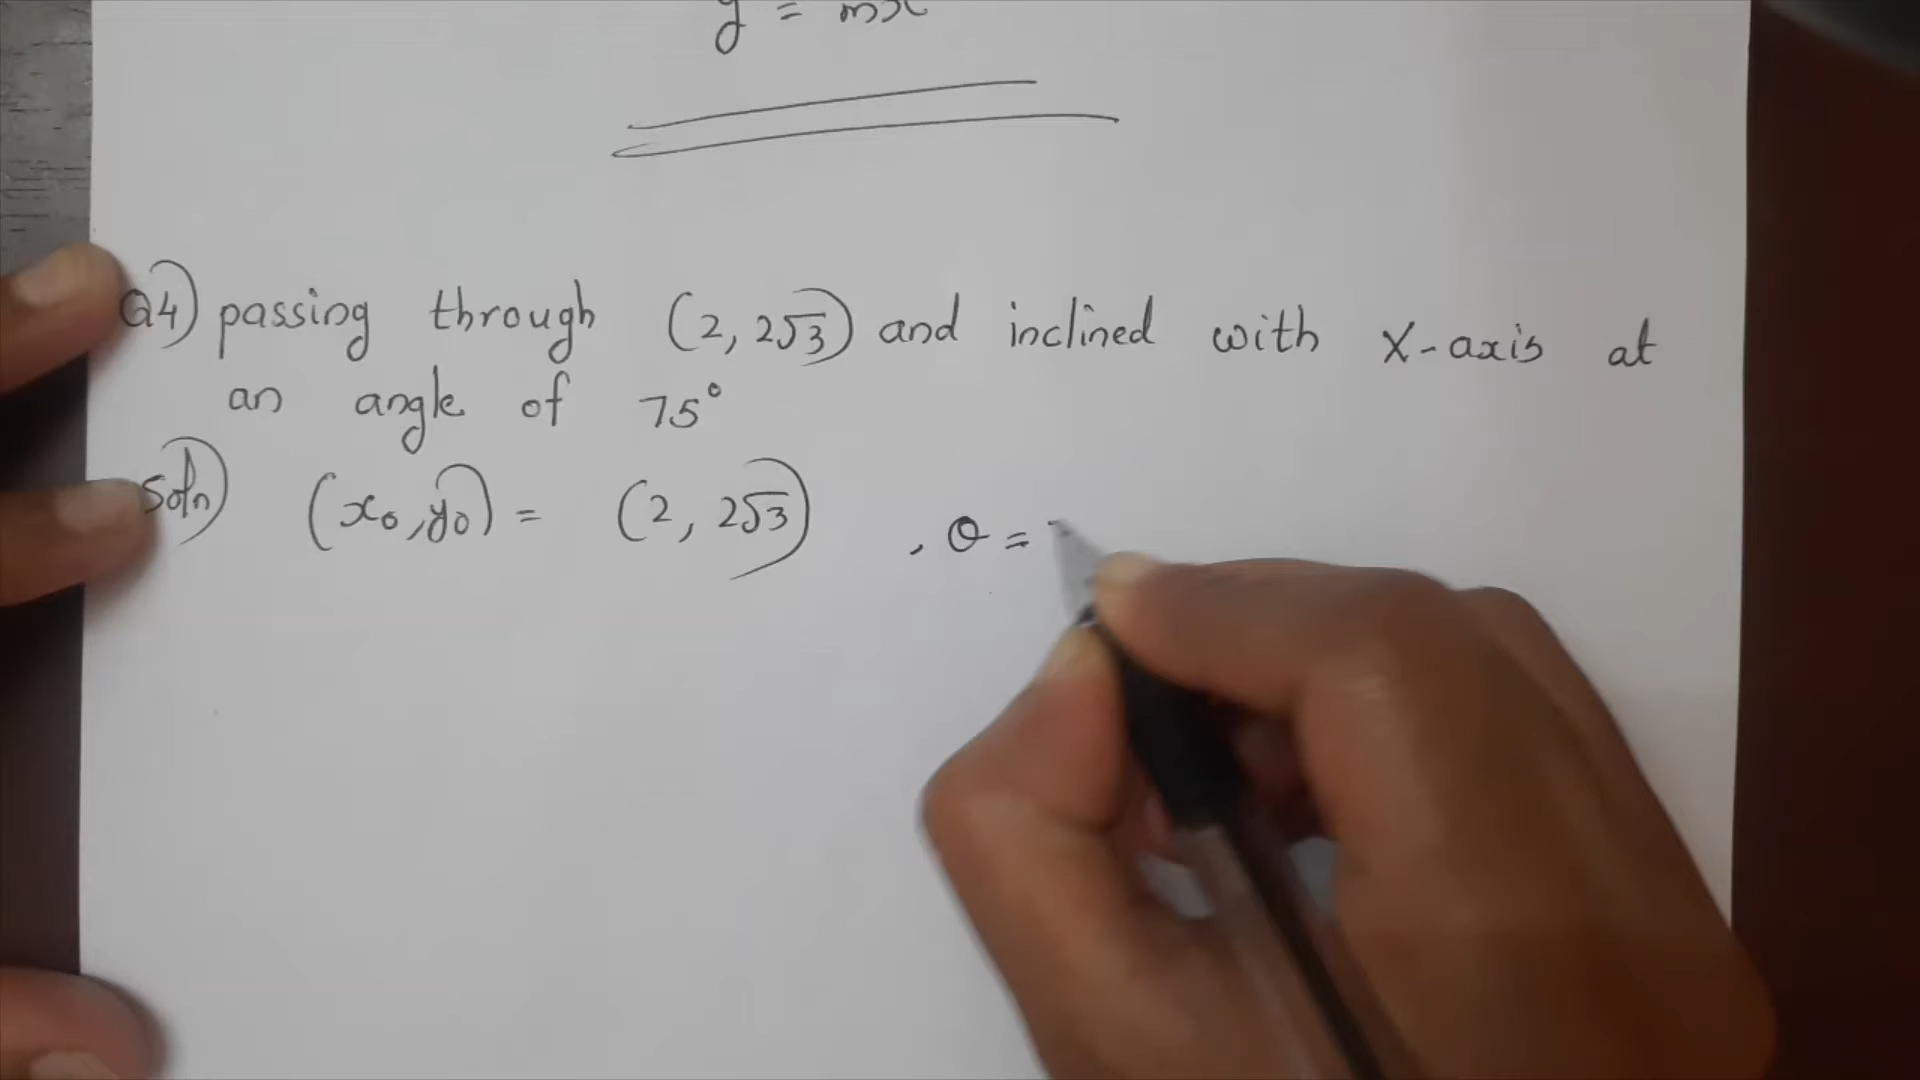 y = mx
Q4) passing through (2, 2√3) and inclined with X-axis at
an angle of 75°
Soln) (x₀, y₀) = (2, 2√3) , θ =